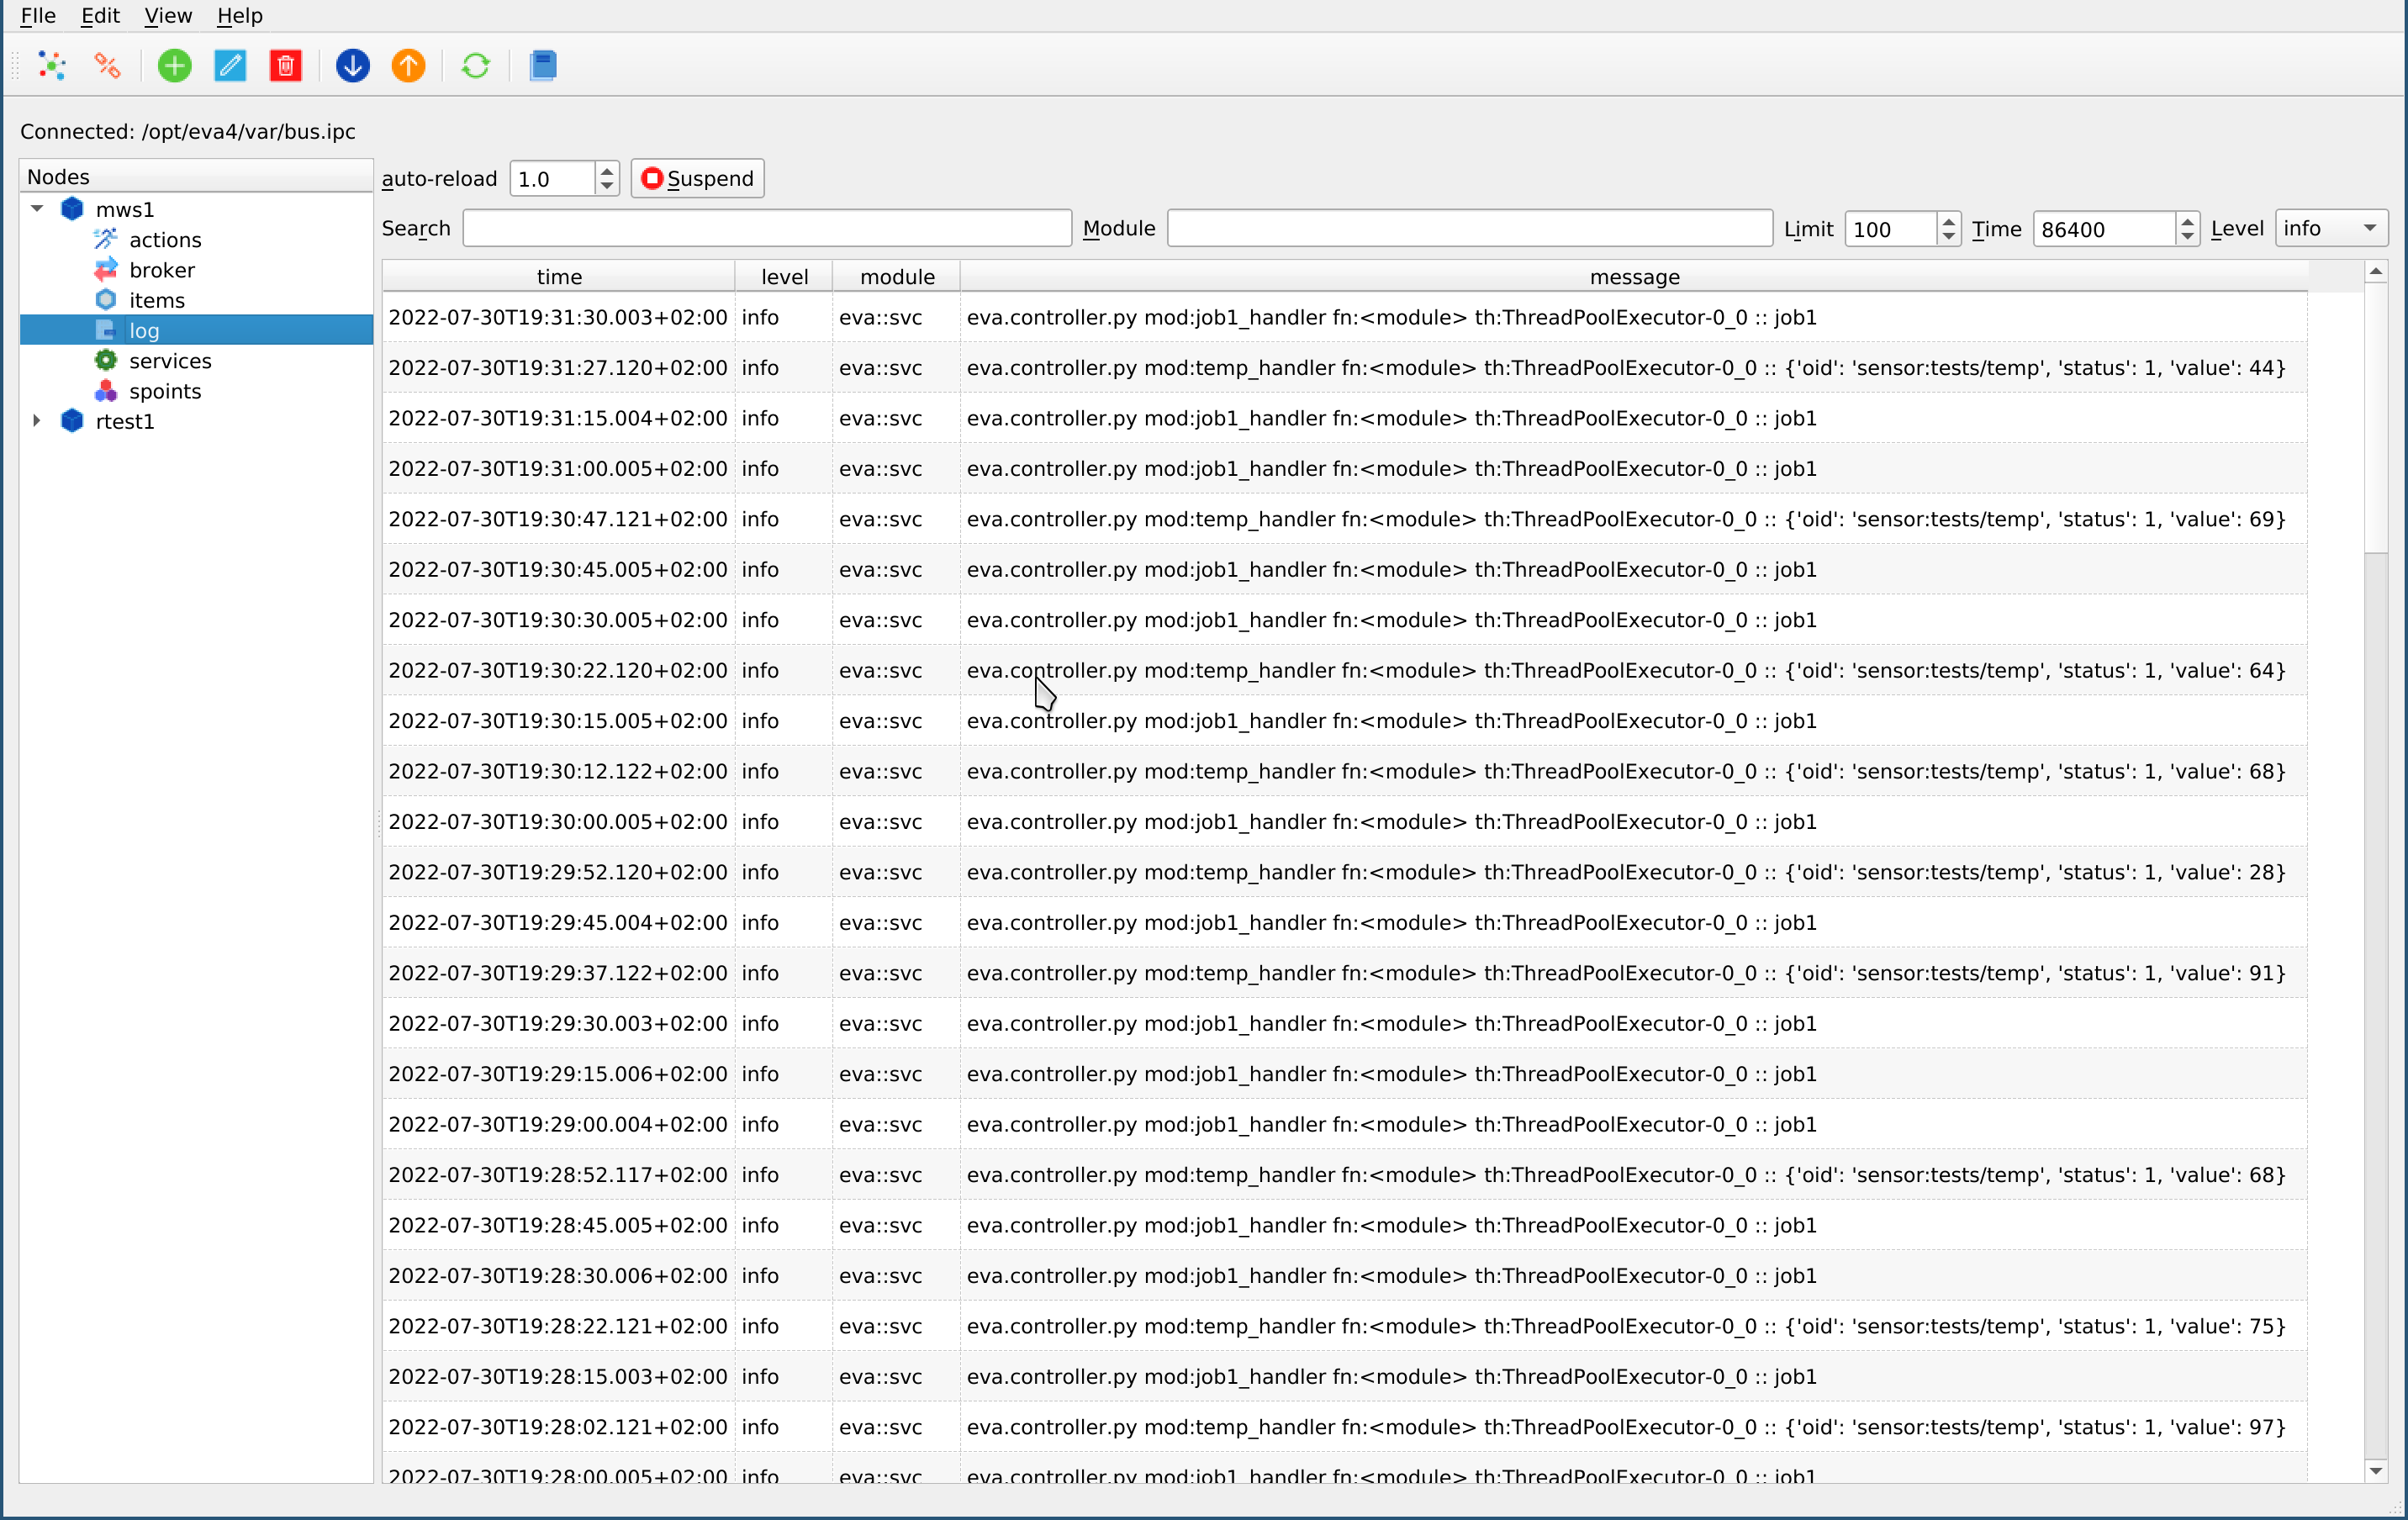 FIle Edit View Help
Connected: /opt/eva4/var/bus.ipc
Nodes
mws1
actions
broker
items
log
services
spoints
rtest1
auto-reload 1.0 Suspend
Search Module Limit 100 Time 86400 Level info
time level module message
2022-07-30T19:31:30.003+02:00 info eva::svc eva.controller.py mod:job1_handler fn:<module> th:ThreadPoolExecutor-0_0 :: job1
2022-07-30T19:31:27.120+02:00 info eva::svc eva.controller.py mod:temp_handler fn:<module> th:ThreadPoolExecutor-0_0 :: {'oid': 'sensor:tests/temp', 'status': 1, 'value': 44}
2022-07-30T19:31:15.004+02:00 info eva::svc eva.controller.py mod:job1_handler fn:<module> th:ThreadPoolExecutor-0_0 :: job1
2022-07-30T19:31:00.005+02:00 info eva::svc eva.controller.py mod:job1_handler fn:<module> th:ThreadPoolExecutor-0_0 :: job1
2022-07-30T19:30:47.121+02:00 info eva::svc eva.controller.py mod:temp_handler fn:<module> th:ThreadPoolExecutor-0_0 :: {'oid': 'sensor:tests/temp', 'status': 1, 'value': 69}
2022-07-30T19:30:45.005+02:00 info eva::svc eva.controller.py mod:job1_handler fn:<module> th:ThreadPoolExecutor-0_0 :: job1
2022-07-30T19:30:30.005+02:00 info eva::svc eva.controller.py mod:job1_handler fn:<module> th:ThreadPoolExecutor-0_0 :: job1
2022-07-30T19:30:22.120+02:00 info eva::svc eva.controller.py mod:temp_handler fn:<module> th:ThreadPoolExecutor-0_0 :: {'oid': 'sensor:tests/temp', 'status': 1, 'value': 64}
2022-07-30T19:30:15.005+02:00 info eva::svc eva.controller.py mod:job1_handler fn:<module> th:ThreadPoolExecutor-0_0 :: job1
2022-07-30T19:30:12.122+02:00 info eva::svc eva.controller.py mod:temp_handler fn:<module> th:ThreadPoolExecutor-0_0 :: {'oid': 'sensor:tests/temp', 'status': 1, 'value': 68}
2022-07-30T19:30:00.005+02:00 info eva::svc eva.controller.py mod:job1_handler fn:<module> th:ThreadPoolExecutor-0_0 :: job1
2022-07-30T19:29:52.120+02:00 info eva::svc eva.controller.py mod:temp_handler fn:<module> th:ThreadPoolExecutor-0_0 :: {'oid': 'sensor:tests/temp', 'status': 1, 'value': 28}
2022-07-30T19:29:45.004+02:00 info eva::svc eva.controller.py mod:job1_handler fn:<module> th:ThreadPoolExecutor-0_0 :: job1
2022-07-30T19:29:37.122+02:00 info eva::svc eva.controller.py mod:temp_handler fn:<module> th:ThreadPoolExecutor-0_0 :: {'oid': 'sensor:tests/temp', 'status': 1, 'value': 91}
2022-07-30T19:29:30.003+02:00 info eva::svc eva.controller.py mod:job1_handler fn:<module> th:ThreadPoolExecutor-0_0 :: job1
2022-07-30T19:29:15.006+02:00 info eva::svc eva.controller.py mod:job1_handler fn:<module> th:ThreadPoolExecutor-0_0 :: job1
2022-07-30T19:29:00.004+02:00 info eva::svc eva.controller.py mod:job1_handler fn:<module> th:ThreadPoolExecutor-0_0 :: job1
2022-07-30T19:28:52.117+02:00 info eva::svc eva.controller.py mod:temp_handler fn:<module> th:ThreadPoolExecutor-0_0 :: {'oid': 'sensor:tests/temp', 'status': 1, 'value': 68}
2022-07-30T19:28:45.005+02:00 info eva::svc eva.controller.py mod:job1_handler fn:<module> th:ThreadPoolExecutor-0_0 :: job1
2022-07-30T19:28:30.006+02:00 info eva::svc eva.controller.py mod:job1_handler fn:<module> th:ThreadPoolExecutor-0_0 :: job1
2022-07-30T19:28:22.121+02:00 info eva::svc eva.controller.py mod:temp_handler fn:<module> th:ThreadPoolExecutor-0_0 :: {'oid': 'sensor:tests/temp', 'status': 1, 'value': 75}
2022-07-30T19:28:15.003+02:00 info eva::svc eva.controller.py mod:job1_handler fn:<module> th:ThreadPoolExecutor-0_0 :: job1
2022-07-30T19:28:02.121+02:00 info eva::svc eva.controller.py mod:temp_handler fn:<module> th:ThreadPoolExecutor-0_0 :: {'oid': 'sensor:tests/temp', 'status': 1, 'value': 97}
2022-07-30T19:28:00.005+02:00 info eva::svc eva.controller.py mod:job1_handler fn:<module> th:ThreadPoolExecutor-0_0 :: job1